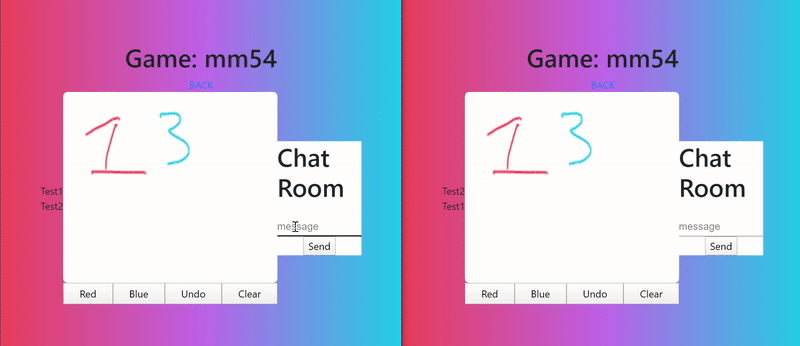 Game: mm54
BACK
1 3
Test1
Test2
Chat
Room
message
Send
Red Blue Undo Clear
Game: mm54
BACK
1 3
Test2
Test1
Chat
Room
message
Send
Red Blue Undo Clear